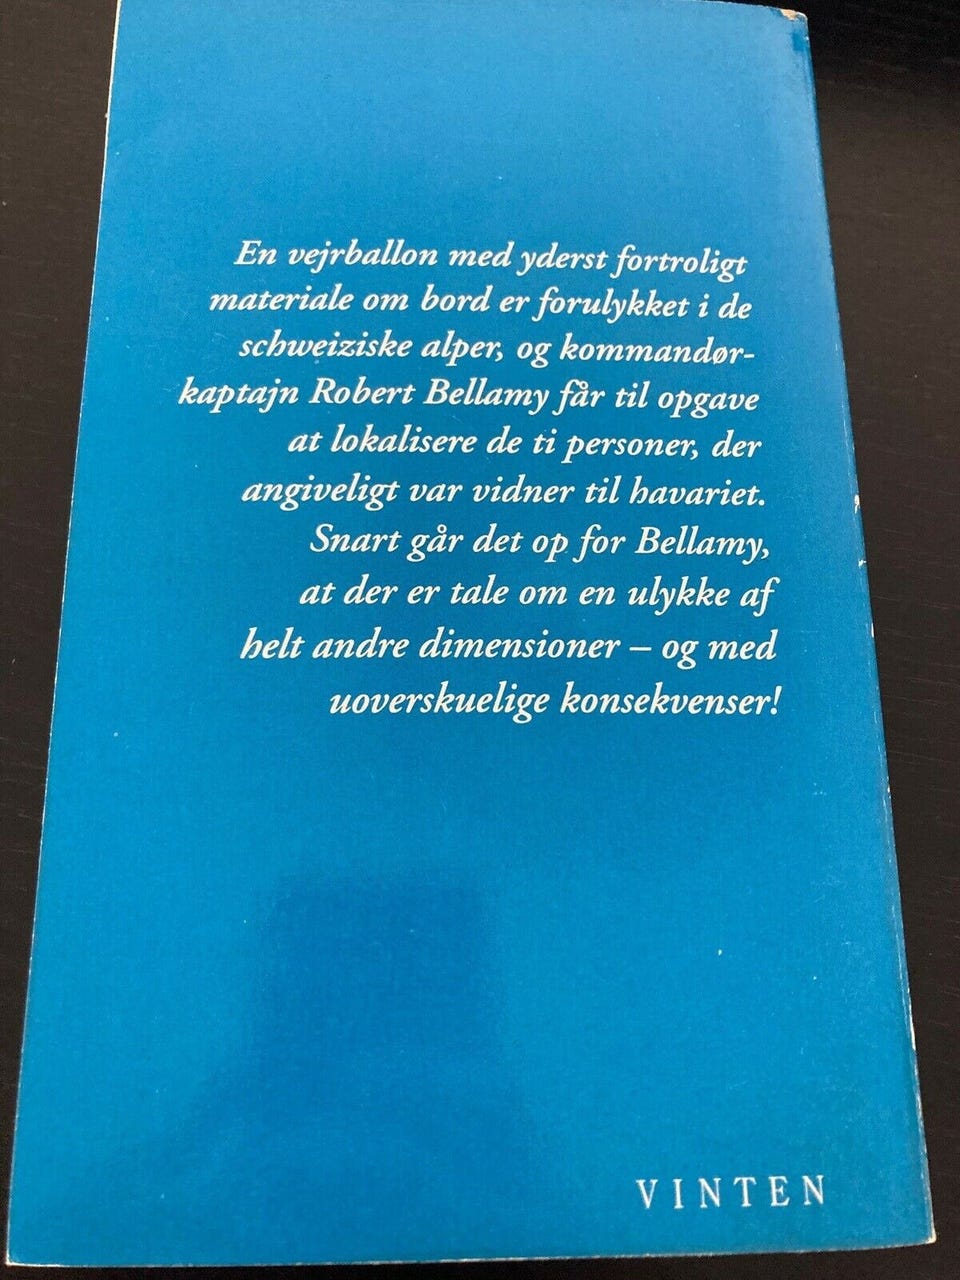 En vejrballon med yderst fortroligt
materiale om bord er forulykket i de
schweiziske alper, og kommandør-
kaptajn Robert Bellamy får til opgave
at lokalisere de ti personer, der
angiveligt var vidner til havariet.
Snart går det op for Bellamy,
at der er tale om en ulykke af
helt andre dimensioner – og med
uoverskuelige konsekvenser!
VINTEN